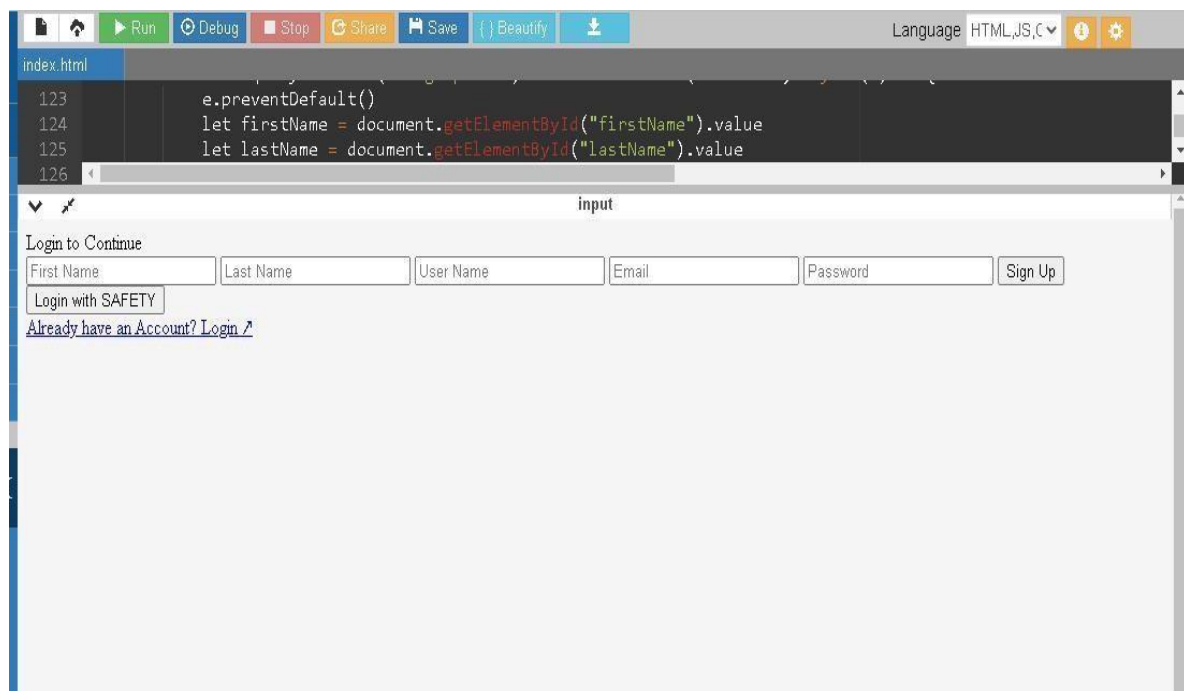 Run Debug Stop Share Save { } Beautify Language HTML,JS,C
index.html
123 e.preventDefault()
124 let firstName = document.getElementById("firstName").value
125 let lastName = document.getElementById("lastName").value
126
input
Login to Continue
First Name Last Name User Name Email Password Sign Up
Login with SAFETY
Already have an Account? Login ↗